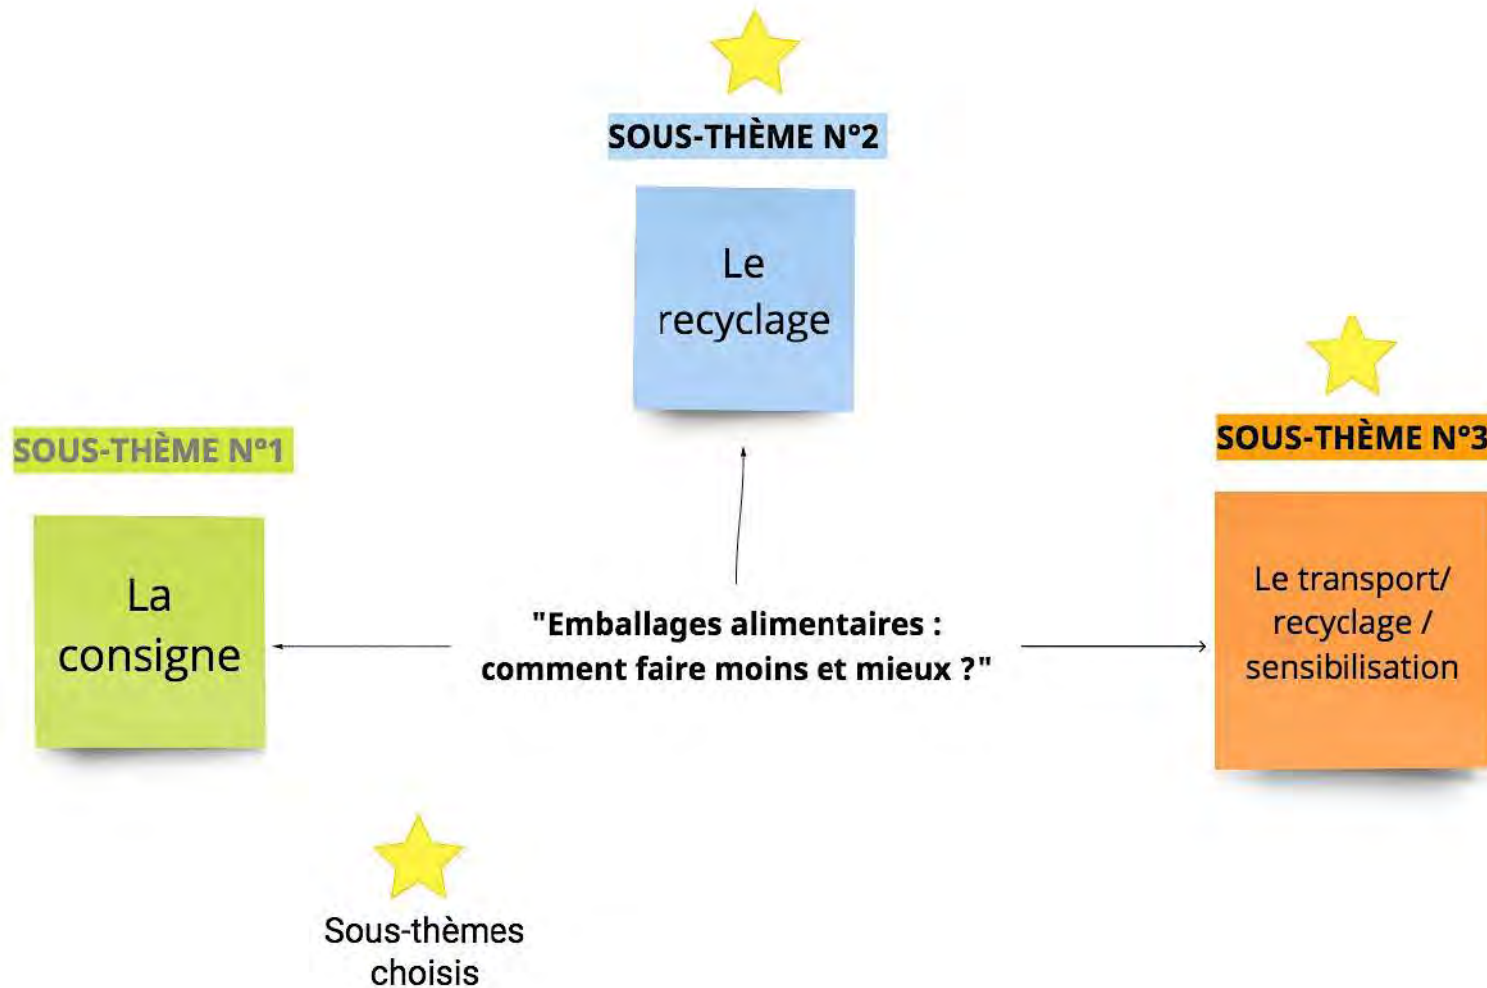 SOUS-THÈME N°2
Le
recyclage
SOUS-THÈME N°1
La
consigne
"Emballages alimentaires :
comment faire moins et mieux ?"
SOUS-THÈME N°3
Le transport/
recyclage /
sensibilisation
Sous-thèmes
choisis